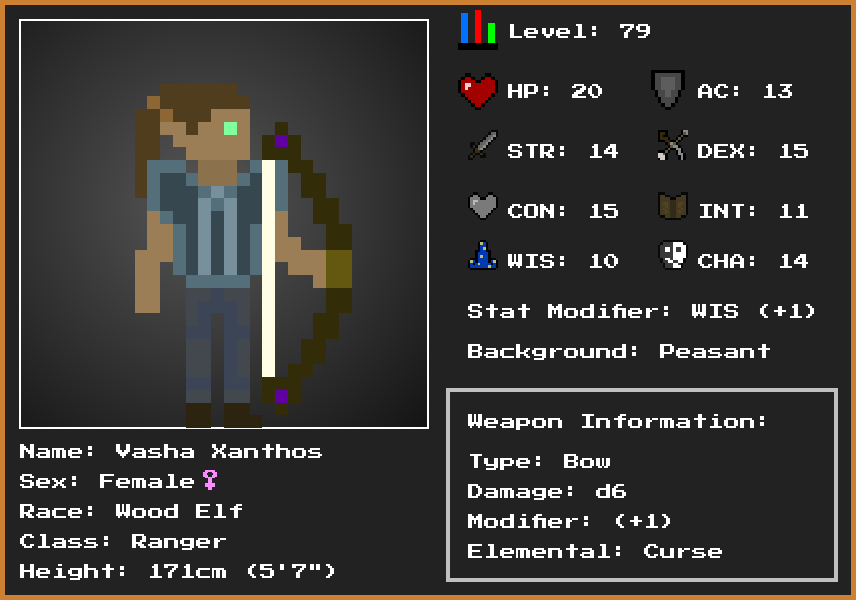 Level: 79
HP: 20 AC: 13
STR: 14 DEX: 15
CON: 15 INT: 11
WIS: 10 CHA: 14
Stat Modifier: WIS (+1)
Background: Peasant
Weapon Information:
Type: Bow
Damage: d6
Modifier: (+1)
Elemental: Curse
Name: Vasha Xanthos
Sex: Female♀
Race: Wood Elf
Class: Ranger
Height: 171cm (5'7")